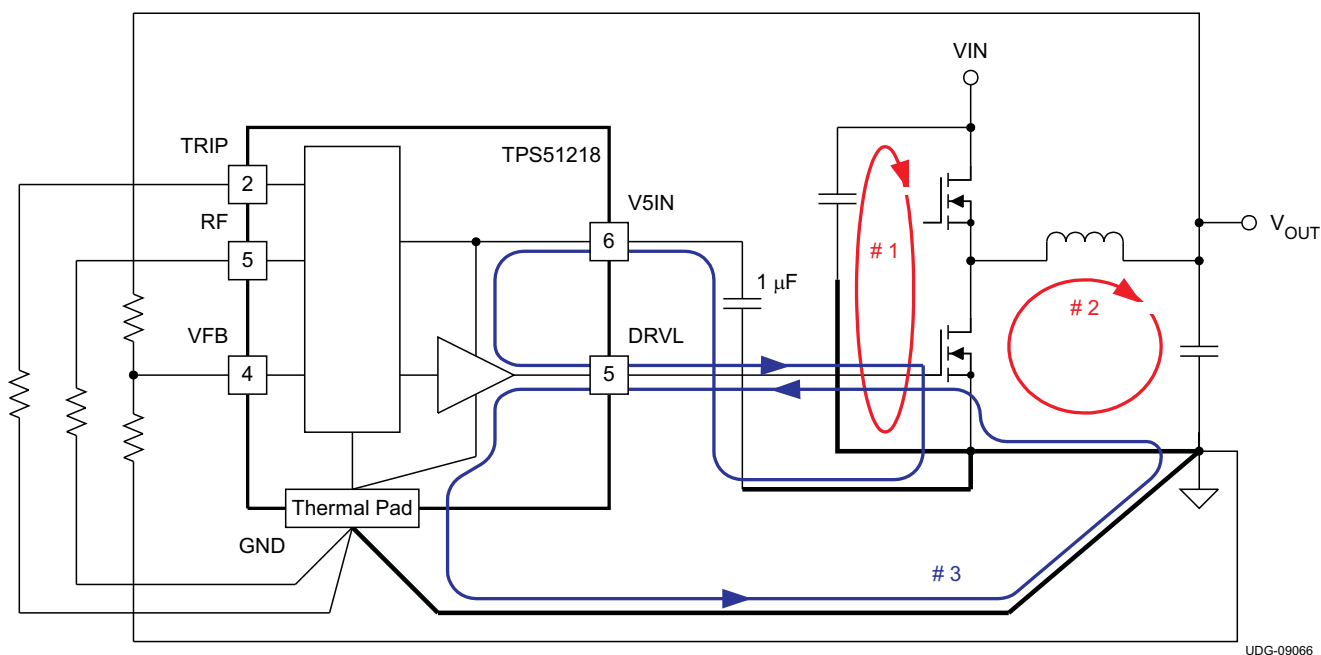 VIN
TRIP
TPS51218
2
V5IN
RF
6
VOUT
# 1
5
1 μF
# 2
VFB
DRVL
4
5
Thermal Pad
GND
# 3
UDG-09066